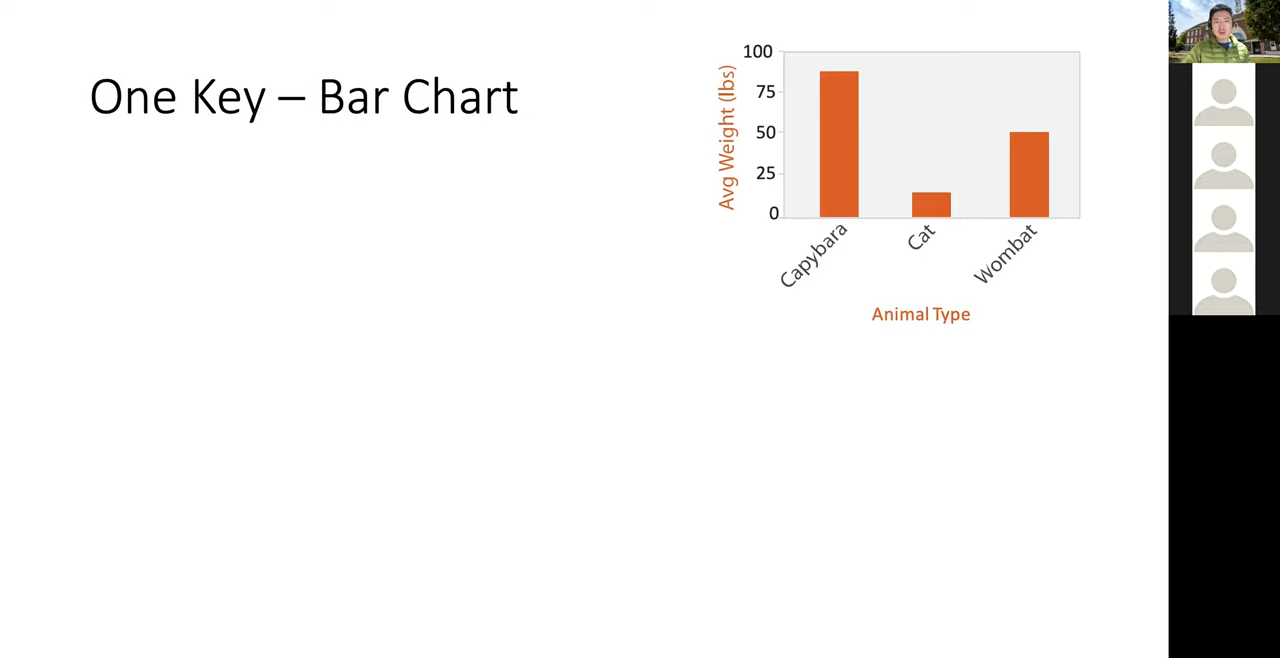 One Key – Bar Chart
Avg Weight (lbs)
100
75
50
25
0
Capybara
Cat
Wombat
Animal Type